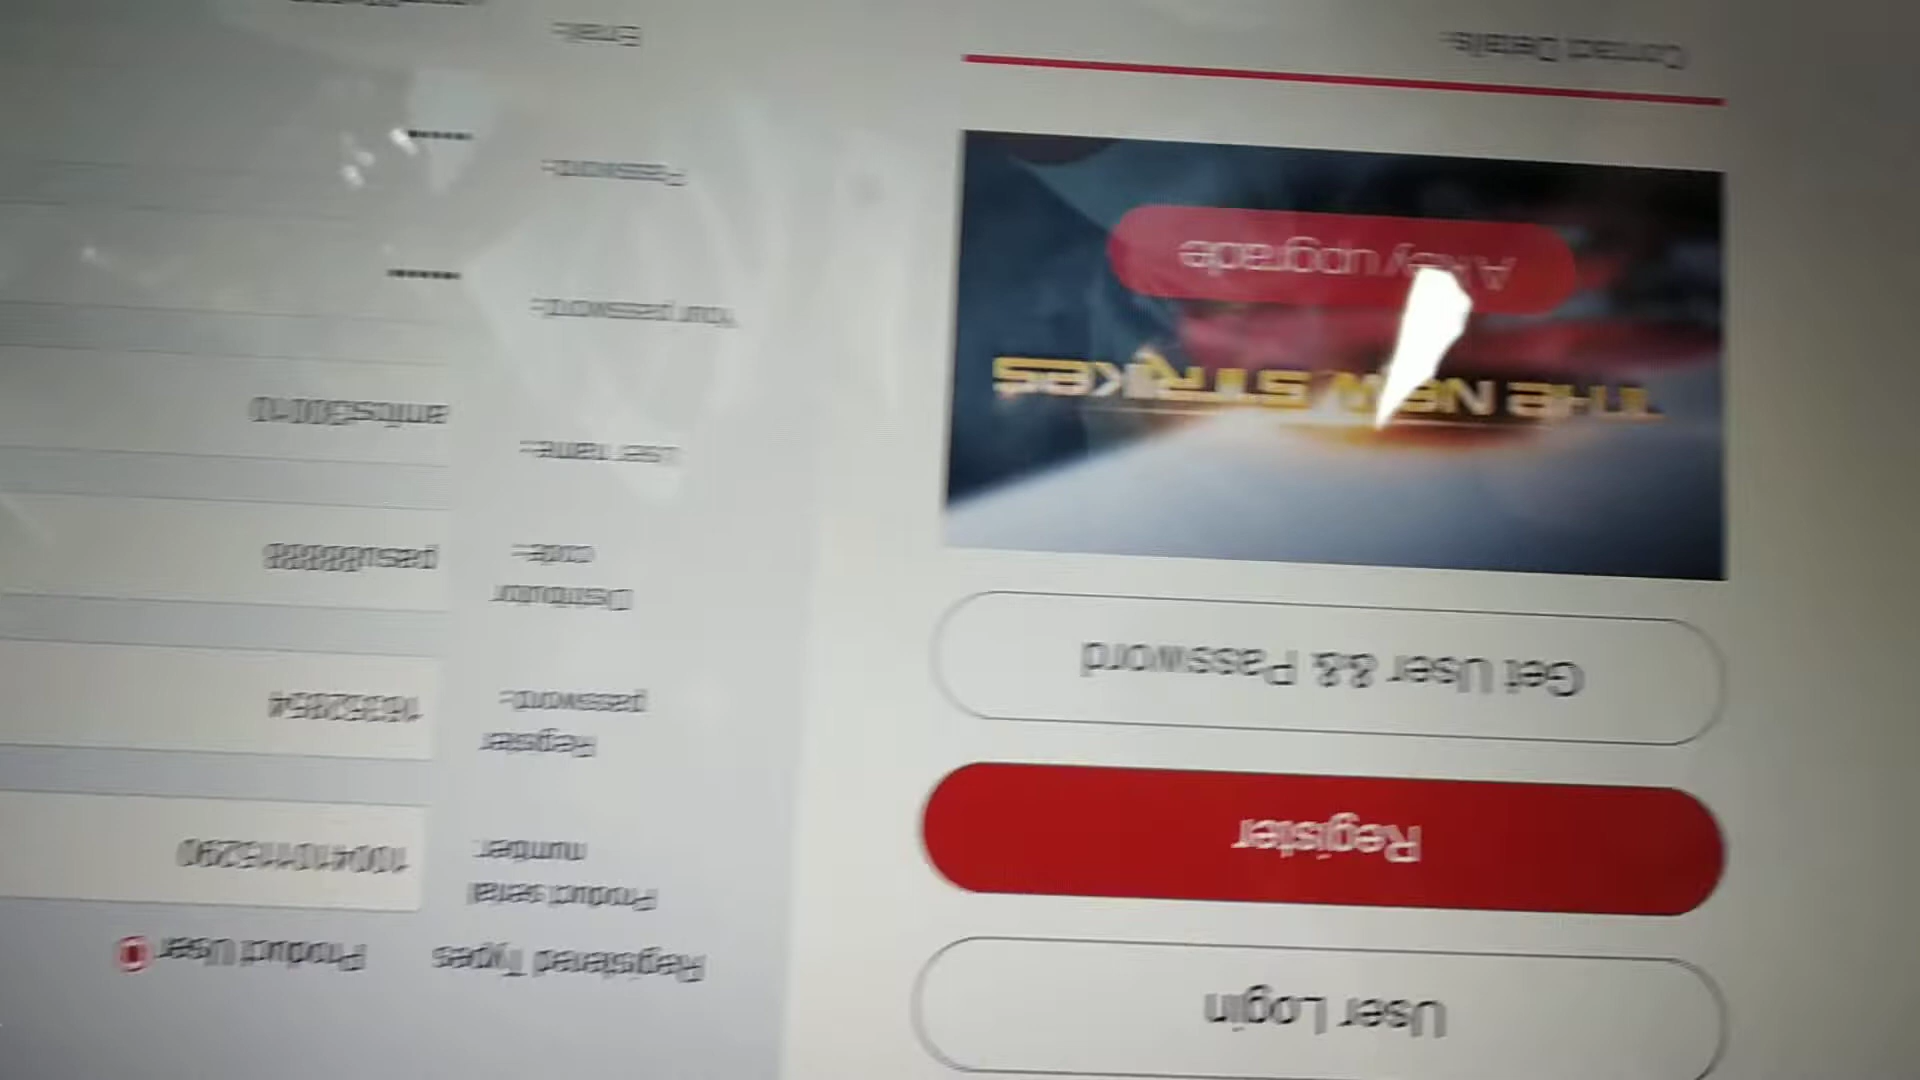 User Login
Register
Get User && Password
THE NEW STRIKES
A key upgrade
Contact Details:
Registered Types
Product User
Product serial
number:
Register
password:
Distributor
code:
User name:
Your password:
Password:
Email: